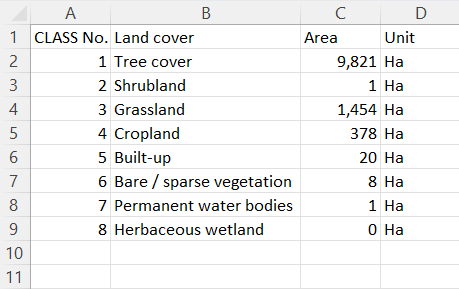 A B C D
1 CLASS No. Land cover Area Unit
2 1 Tree cover 9,821 Ha
3 2 Shrubland 1 Ha
4 3 Grassland 1,454 Ha
5 4 Cropland 378 Ha
6 5 Built-up 20 Ha
7 6 Bare / sparse vegetation 8 Ha
8 7 Permanent water bodies 1 Ha
9 8 Herbaceous wetland 0 Ha
10
11